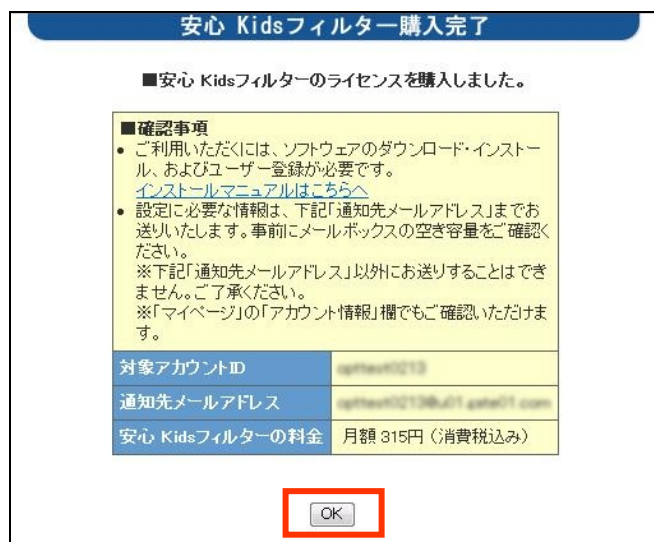 安心 Kidsフィルター購入完了
■安心 Kidsフィルターのライセンスを購入しました。
■確認事項
• ご利用いただくには、ソフトウェアのダウンロード・インストー
ル、およびユーザー登録が必要です。
インストールマニュアルはこちらへ
• 設定に必要な情報は、下記「通知先メールアドレス」までお
送りいたします。事前にメールボックスの空き容量をご確認く
ださい。
※下記「通知先メールアドレス」以外にお送りすることはでき
ません。ご了承ください。
※「マイページ」の「アカウント情報」欄でもご確認いただけま
す。
対象アカウントID
通知先メールアドレス
安心 Kidsフィルターの料金 月額 315円（消費税込み）
OK